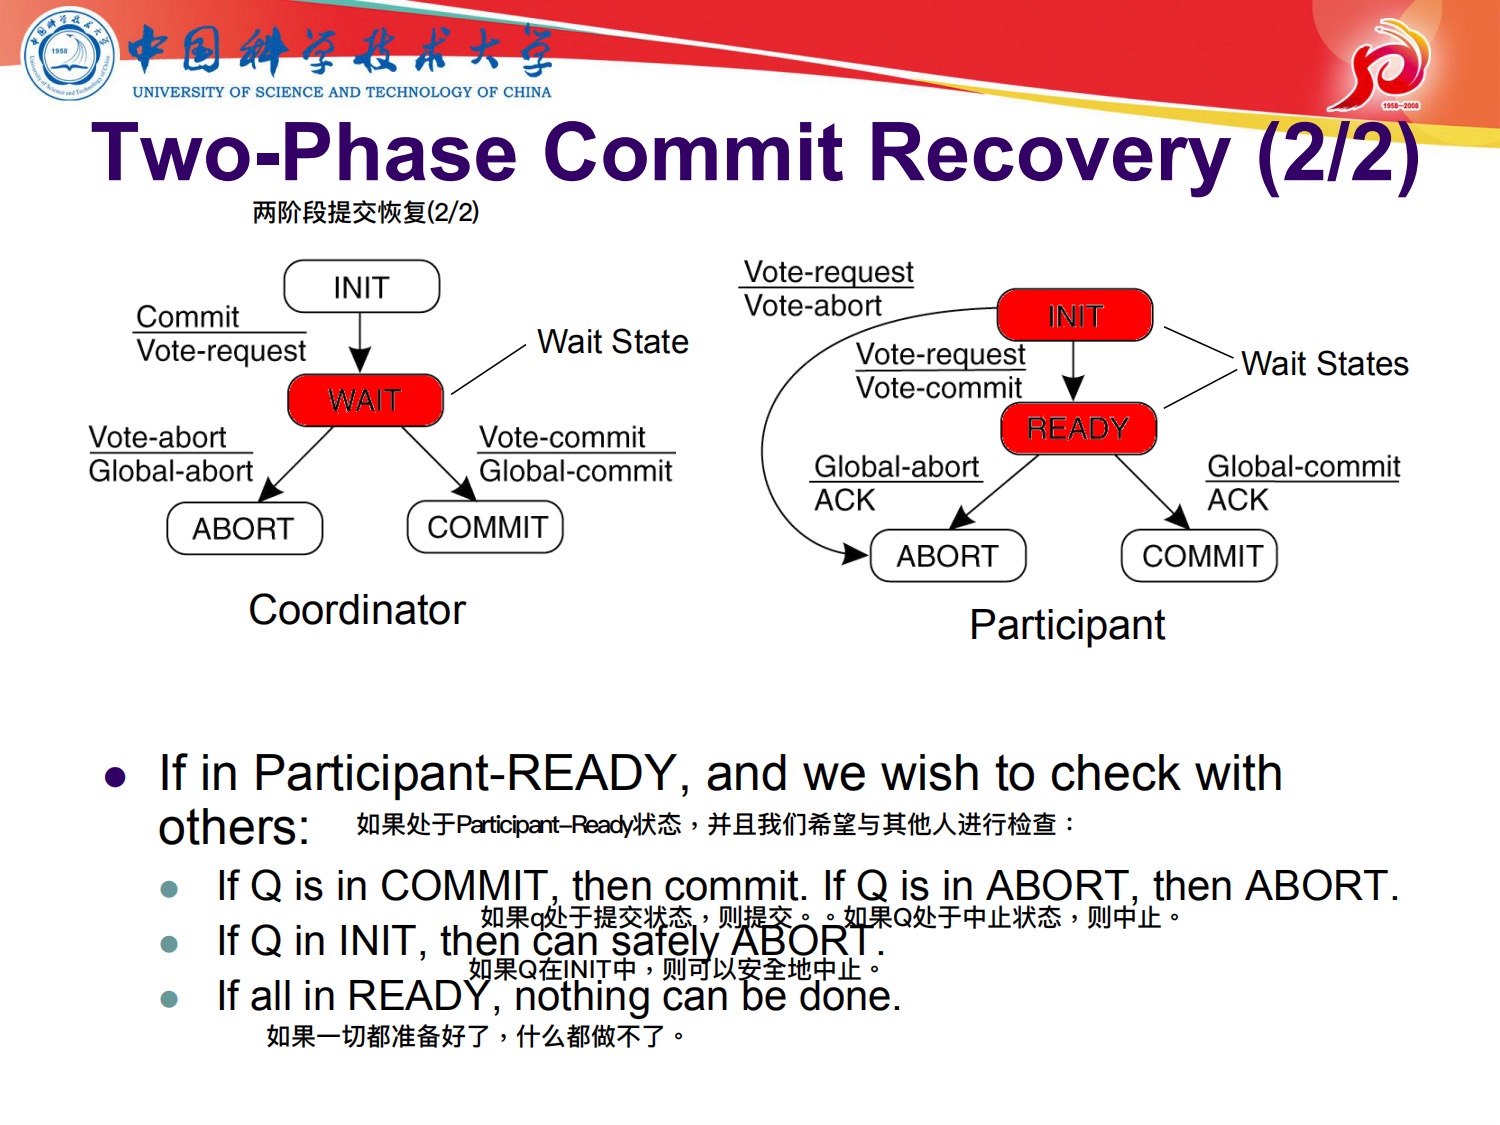 中国科学技术大学
1958
UNIVERSITY OF SCIENCE AND TECHNOLOGY OF CHINA
1958—2008
Two-Phase Commit Recovery (2/2)
两阶段提交恢复(2/2)
INIT
Commit
Vote-request
Wait State
WAIT
Vote-abort
Global-abort
Vote-commit
Global-commit
ABORT
COMMIT
Coordinator
Vote-request
Vote-abort
INIT
Vote-request
Vote-commit
Wait States
READY
Global-abort
ACK
Global-commit
ACK
ABORT
COMMIT
Participant
If in Participant-READY, and we wish to check with
others:
如果处于Participant–Ready状态，并且我们希望与其他人进行检查：
If Q is in COMMIT, then commit. If Q is in ABORT, then ABORT.
如果q处于提交状态，则提交。。如果Q处于中止状态，则中止。
If Q in INIT, then can safely ABORT.
如果Q在INIT中，则可以安全地中止。
If all in READY, nothing can be done.
如果一切都准备好了，什么都做不了。